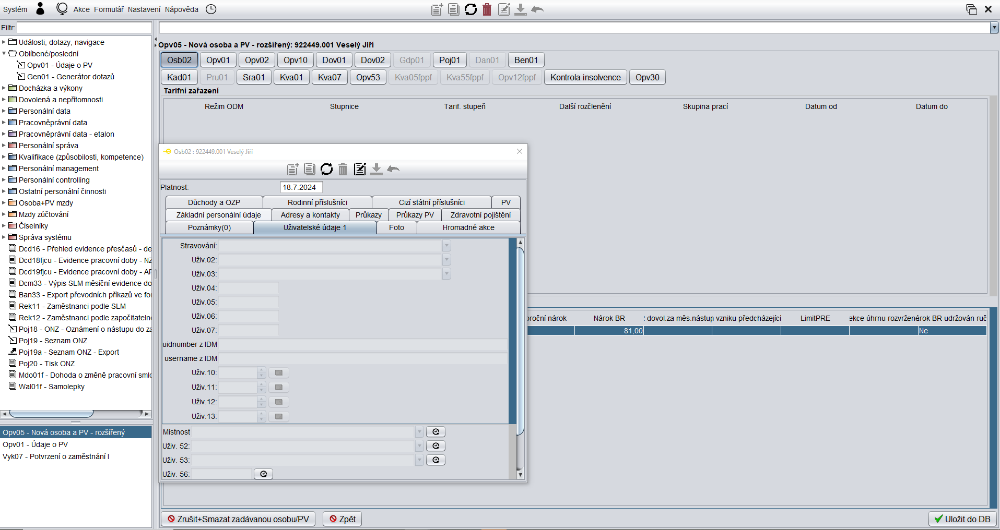 Systém Akce Formulář Nastavení Nápověda
Filtr:
Události, dotazy, navigace
Oblíbené/poslední
Opv01 - Údaje o PV
Gen01 - Generátor dotazů
Docházka a výkony
Dovolená a nepřítomnosti
Personální data
Pracovněprávní data
Pracovněprávní data - etalon
Personální správa
Kvalifikace (způsobilosti, kompetence)
Personální management
Personální controlling
Ostatní personální činnosti
Osoba+PV mzdy
Mzdy zúčtování
Číselníky
Správa systému
Dcd16 - Přehled evidence přesčasů - de
Dcd18fjcu - Evidence pracovní doby - NZ
Dcd19fjcu - Evidence pracovní doby - AF
Dcm33 - Výpis SLM měsíční evidence do
Ban33 - Export převodních příkazů ve for
Rek11 - Zaměstnanci podle SLM
Rek12 - Zaměstnanci podle započitatelne
Poj18 - ONZ - Oznámení o nástupu do za
Poj19 - Seznam ONZ
Poj19a - Seznam ONZ - Export
Poj20 - Tisk ONZ
Mdo01f - Dohoda o změně pracovní smlo
Wal01f - Samolepky
Opv05 - Nová osoba a PV - rozšířený
Opv01 - Údaje o PV
Vyk07 - Potvrzení o zaměstnání I
Opv05 - Nová osoba a PV - rozšířený: 922449.001 Veselý Jiří
Osb02 Opv01 Opv02 Opv10 Dov01 Dov02 Gdp01 Poj01 Dan01 Ben01
Kad01 Pru01 Sra01 Kva01 Kva07 Opv53 Kva05fppf Kva55fppf Opv12fppf Kontrola insolvence Opv30
Tarifní zařazení
Režim ODM Stupnice Tarif. stupeň Další rozčlenění Skupina prací Datum od Datum do
Osb02 : 922449.001 Veselý Jiří
Platnost: 18.7.2024
Důchody a OZP Rodinní příslušníci Cizí státní příslušníci PV
Základní personální údaje Adresy a kontakty Průkazy Průkazy PV Zdravotní pojištění
Poznámky(0) Uživatelské údaje 1 Foto Hromadné akce
Stravování:
Uživ.02:
Uživ.03:
Uživ.04:
Uživ.05:
Uživ.06:
Uživ.07:
uidnumber z IDM
username z IDM
Uživ.10:
Uživ.11:
Uživ.12:
Uživ.13:
Místnost
Uživ. 52:
Uživ. 53:
Uživ. 56:
oroční nárok Nárok BR dovol.za měs.nástup vzniku předcházející LimitPRE ekce úhrnu rozvržen árok BR udržován ruč
81,00 Ne
Zrušit+Smazat zadávanou osobu/PV Zpět Uložit do DB